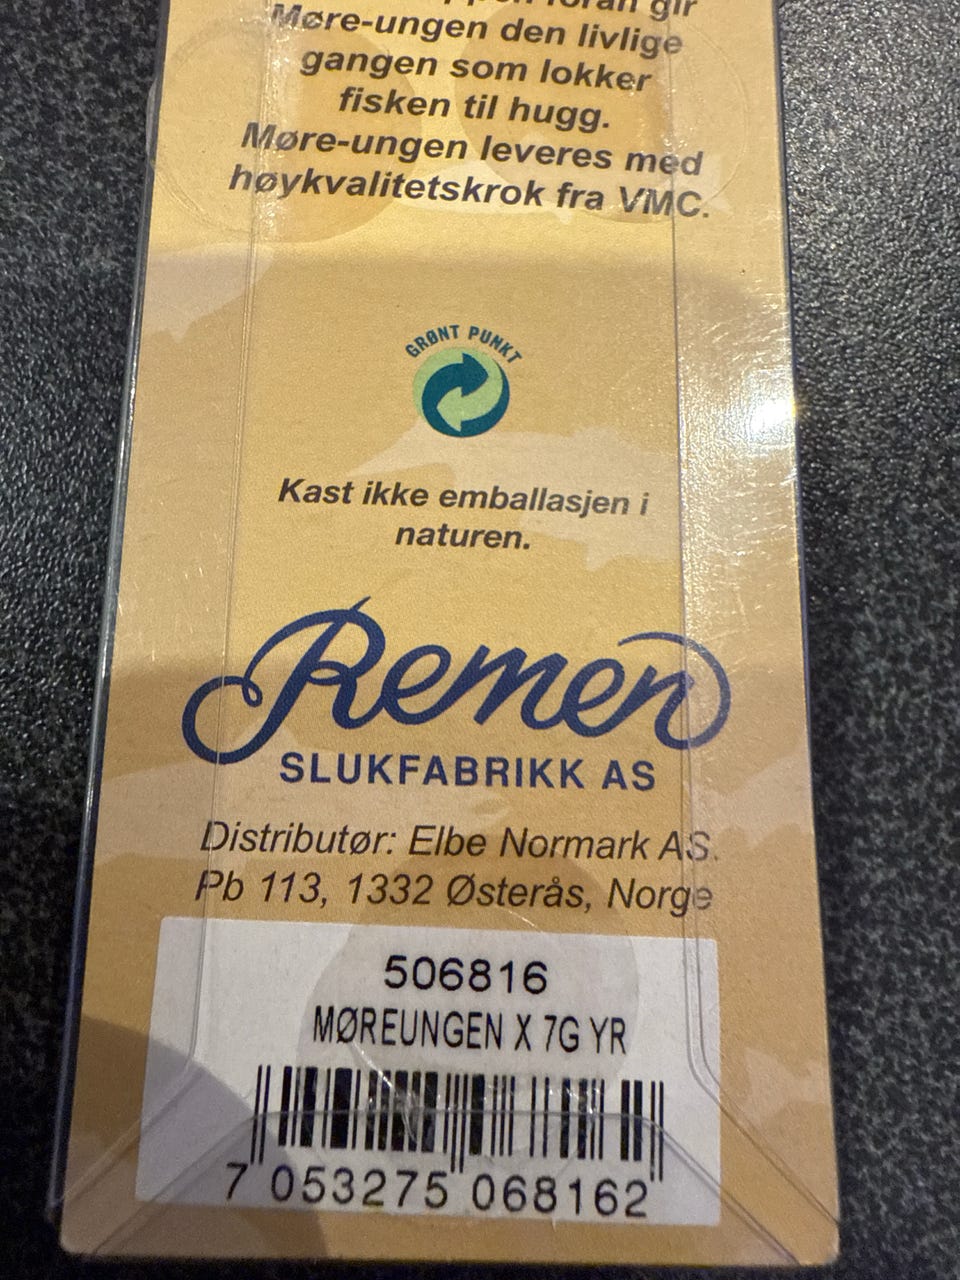 foran gir
Møre-ungen den livlige
gangen som lokker
fisken til hugg.
Møre-ungen leveres med
høykvalitetskrok fra VMC.
GRØNT PUNKT
Kast ikke emballasjen i
naturen.
Remen
SLUKFABRIKK AS
Distributør: Elbe Normark AS.
Pb 113, 1332 Østerås, Norge
506816
MØREUNGEN X 7G YR
7 053275 068162